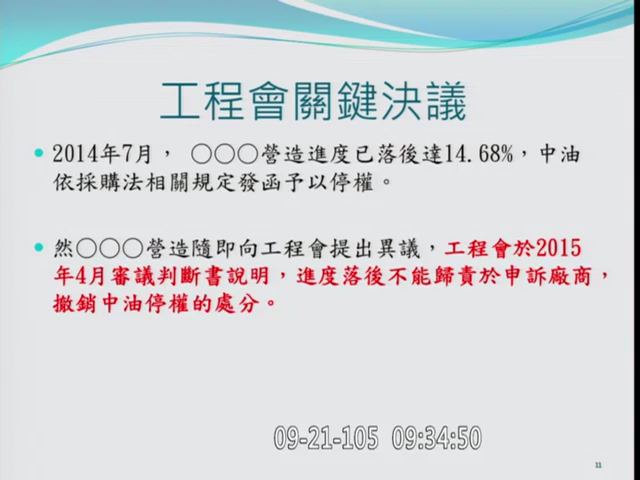 工程會關鍵決議
• 2014年7月，○○○營造進度已落後達14.68%，中油
依採購法相關規定發函予以停權。
• 然○○○營造隨即向工程會提出異議，工程會於2015
年4月審議判斷書說明，進度落後不能歸責於申訴廠商，
撤銷中油停權的處分。
09-21-105 09:34:50
11